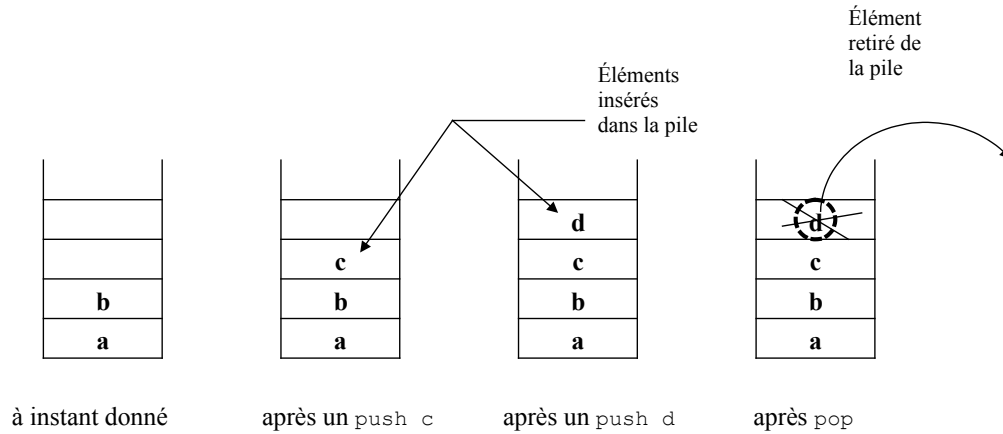 Élément
retiré de
la pile
Éléments
insérés
dans la pile
d
d
c
c
c
b
b
b
b
a
a
a
a
à instant donné
après un push c
après un push d
après pop